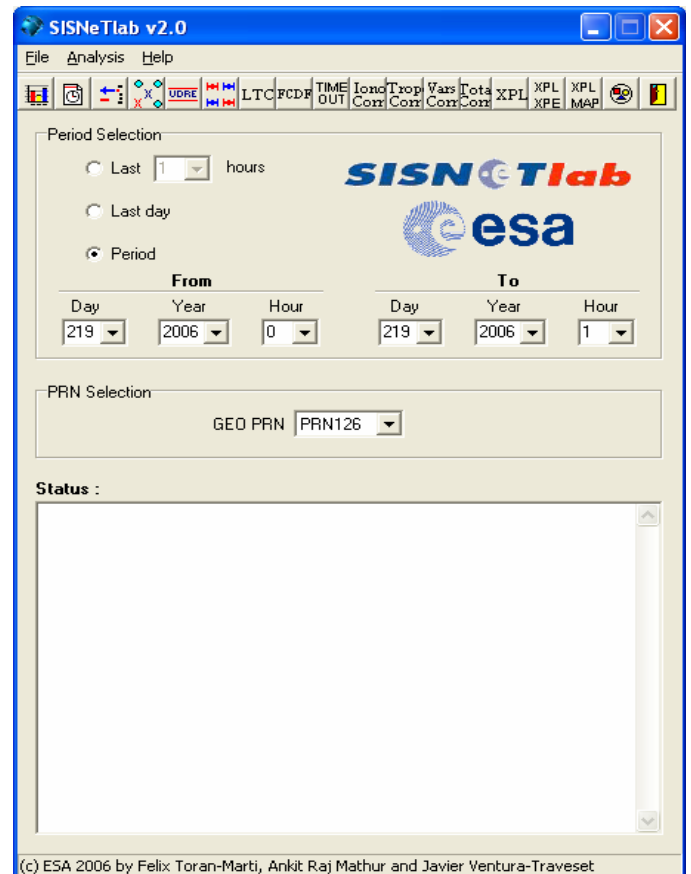 SISNeTlab v2.0
File Analysis Help
UDRE LTC FCDF TIME OUT Iono Corr Trop Corr Vars Corr Tota Corr XPL XPL XPE XPL MAP
Period Selection
Last 1 hours
SISNeTlab
Last day
esa
Period
From To
Day Year Hour Day Year Hour
219 2006 0 219 2006 1
PRN Selection
GEO PRN PRN126
Status :
(c) ESA 2006 by Felix Toran-Marti, Ankit Raj Mathur and Javier Ventura-Traveset